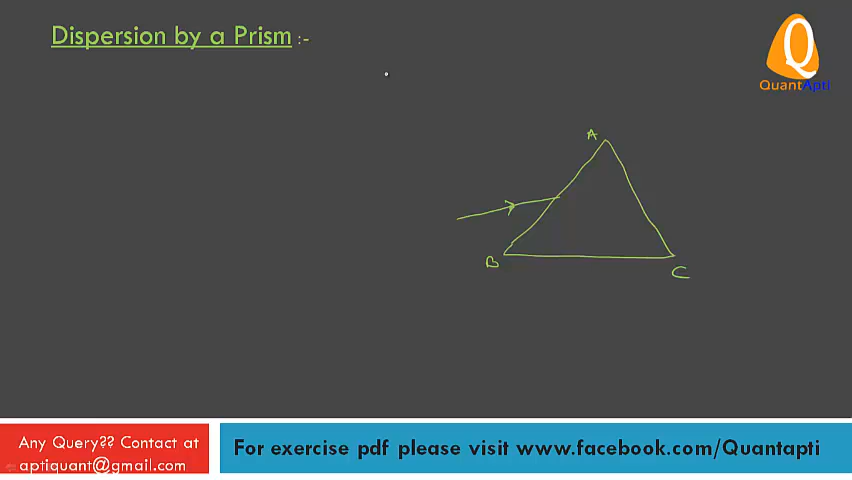 Dispersion by a Prism :-
Q
QuantApti
A
B
C
Any Query?? Contact at
aptiquant@gmail.com
For exercise pdf please visit www.facebook.com/Quantapti